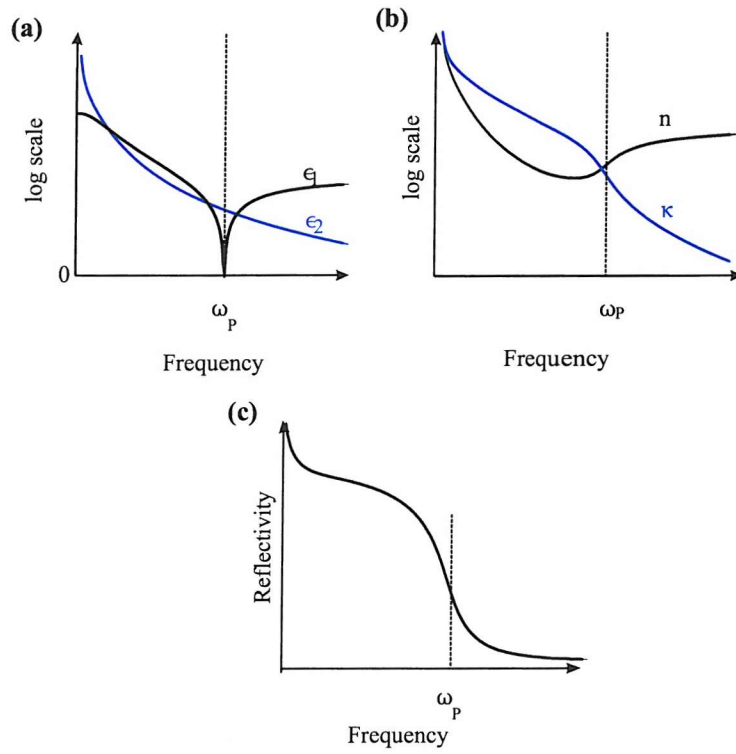 (a)
log scale
ϵ1
ϵ2
0
ωP
Frequency
(b)
log scale
n
κ
ωP
Frequency
(c)
Reflectivity
ωP
Frequency